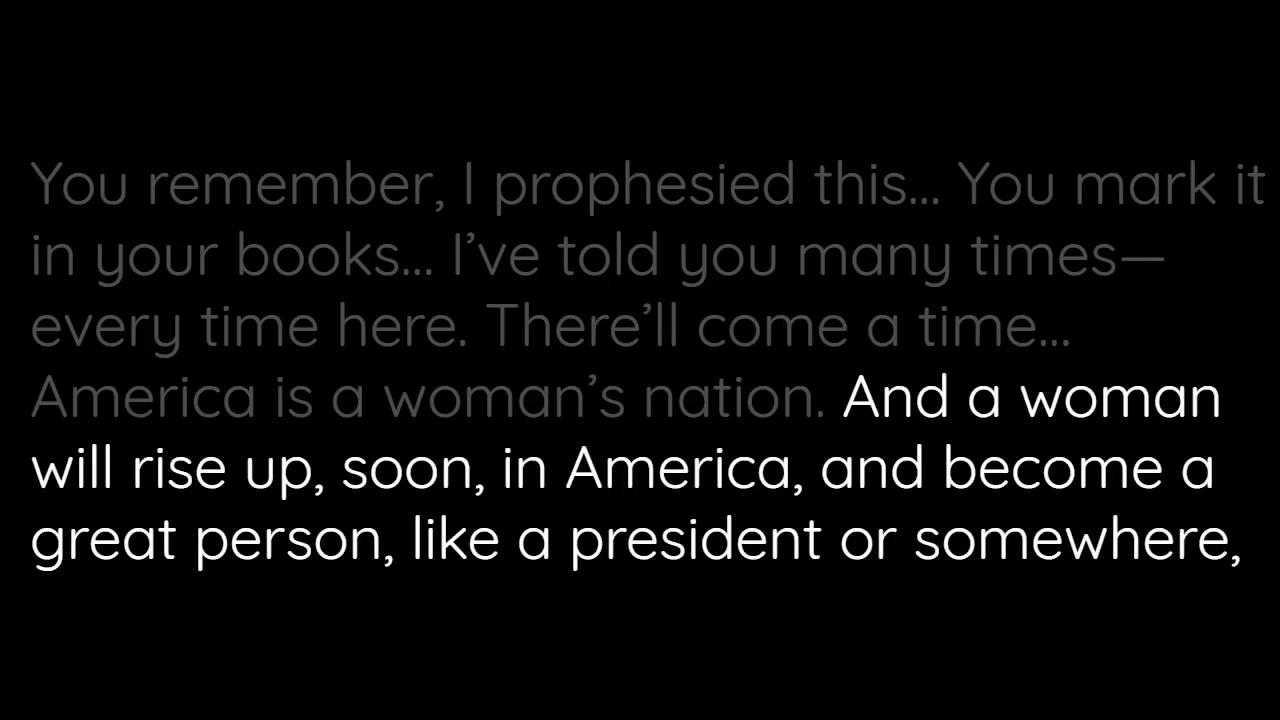 You remember, I prophesied this... You mark it
in your books... I’ve told you many times—
every time here. There’ll come a time...
America is a woman’s nation. And a woman
will rise up, soon, in America, and become a
great person, like a president or somewhere,